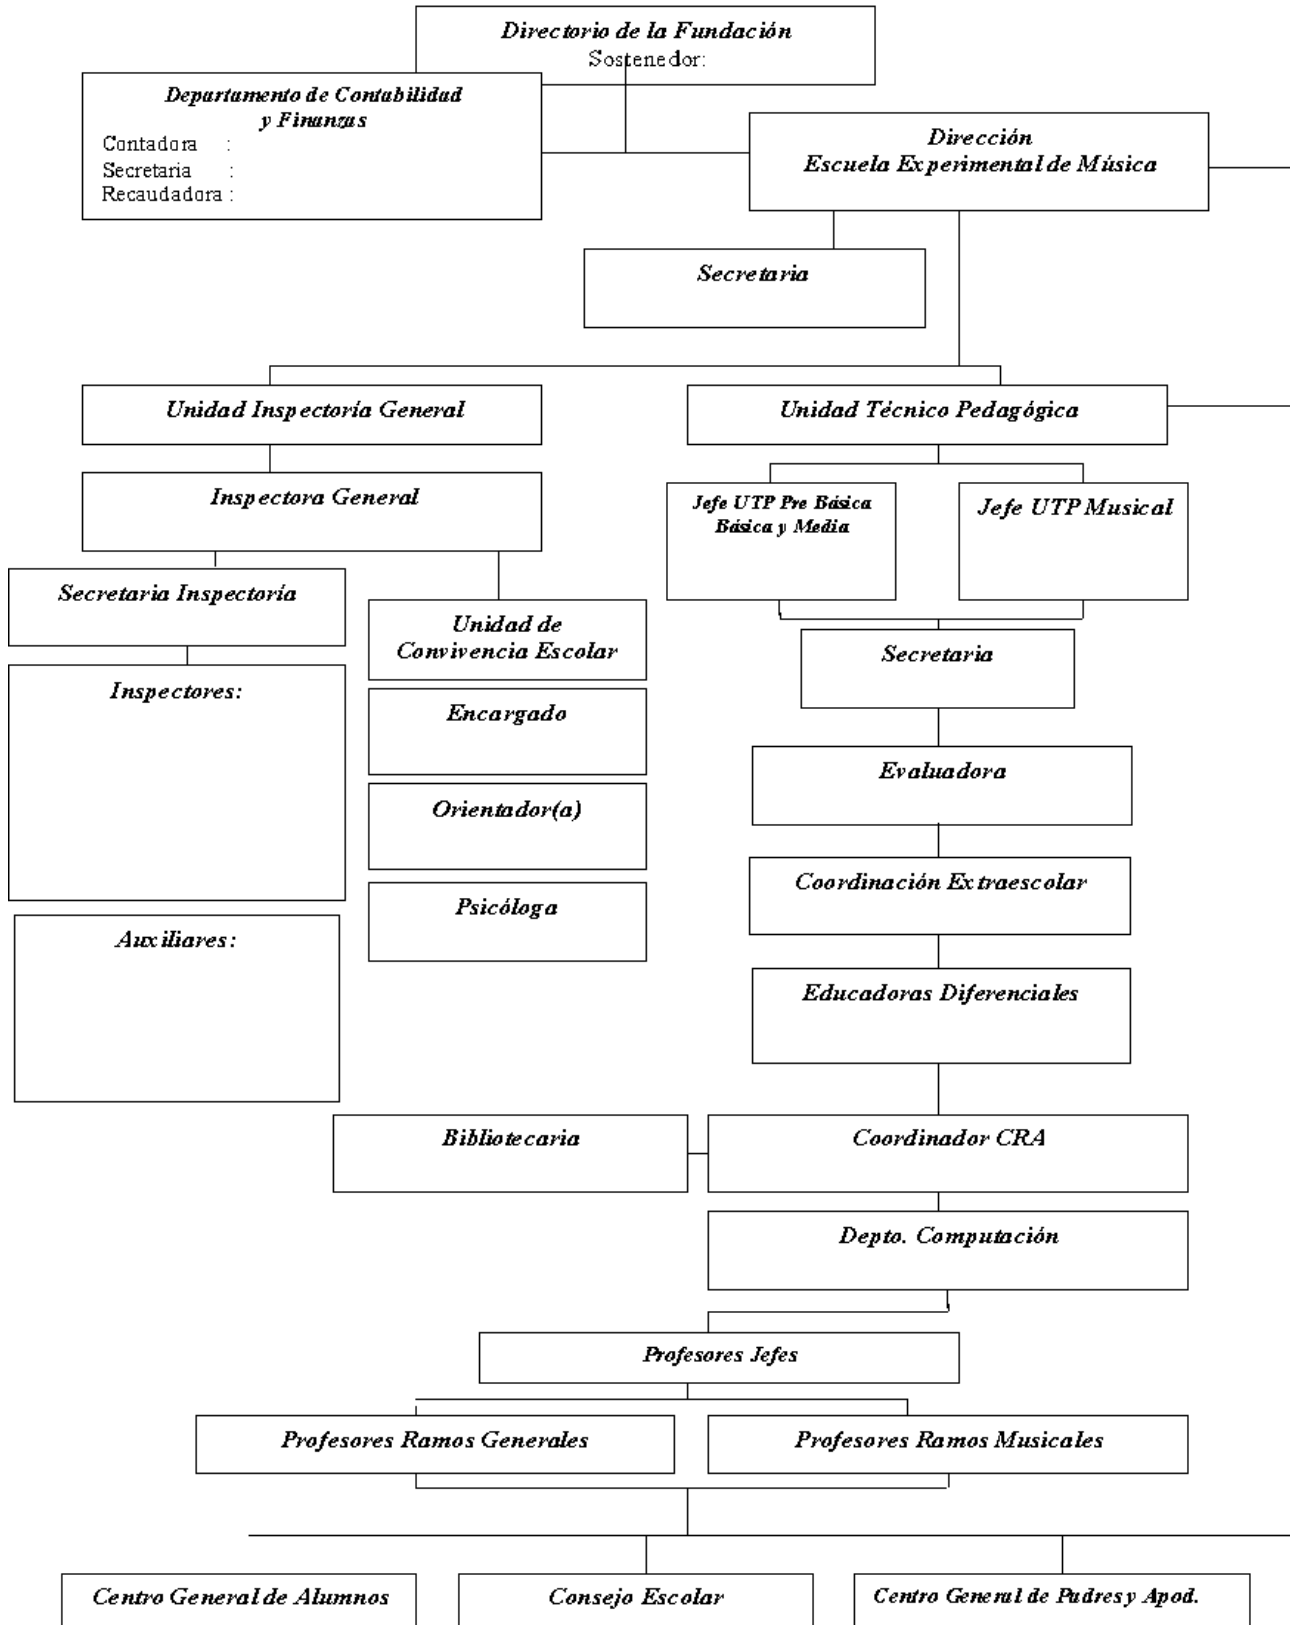 Directorio de la Fundación
Sostenedor:
Departamento de Contabilidad
y Finanzas
Contadora :
Secretaria :
Recaudadora :
Dirección
Escuela Experimental de Música
Secretaria
Unidad Inspectoría General
Unidad Técnico Pedagógica
Inspectora General
Jefe UTP Pre Básica
Básica y Media
Jefe UTP Musical
Secretaria Inspectoría
Unidad de
Convivencia Escolar
Secretaria
Inspectores:
Encargado
Evaluadora
Orientador(a)
Coordinación Extraescolar
Psicóloga
Auxiliares:
Educadoras Diferenciales
Bibliotecaria
Coordinador CRA
Depto. Computación
Profesores Jefes
Profesores Ramos Generales
Profesores Ramos Musicales
Centro General de Alumnos
Consejo Escolar
Centro General de Padres y Apod.